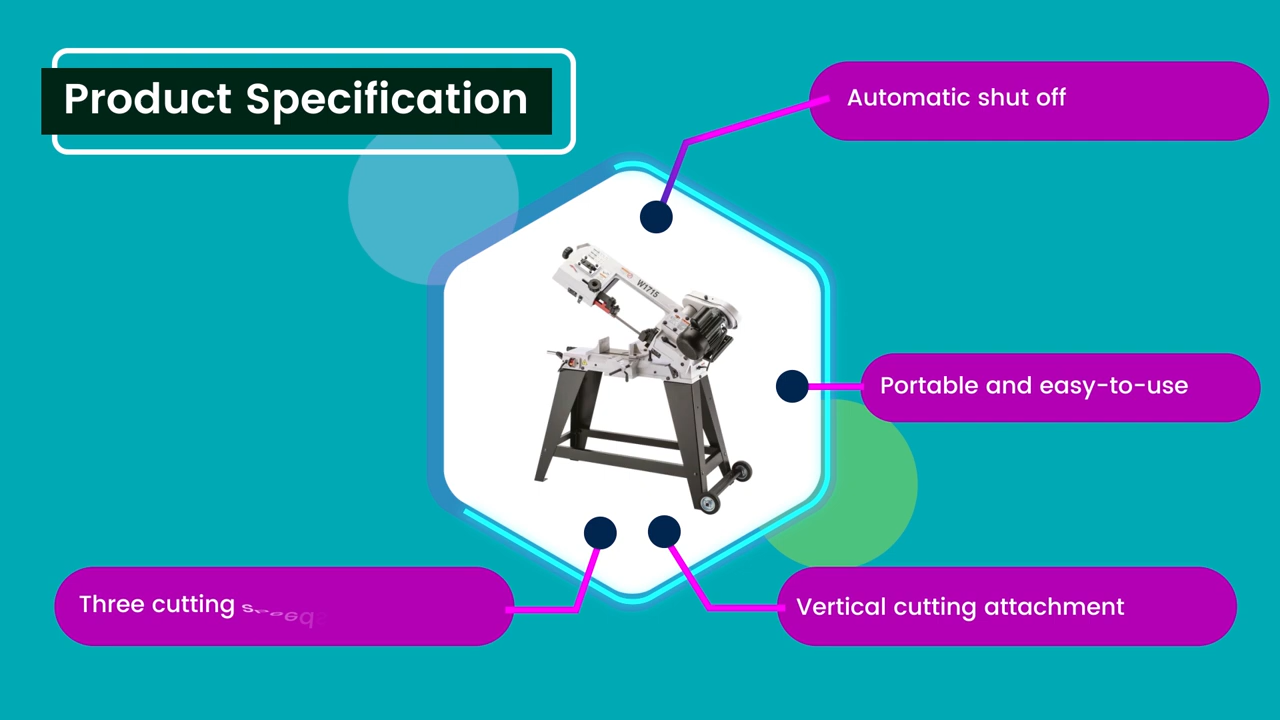 Product Specification
Automatic shut off
W1715
Portable and easy-to-use
Three cutting
Vertical cutting attachment